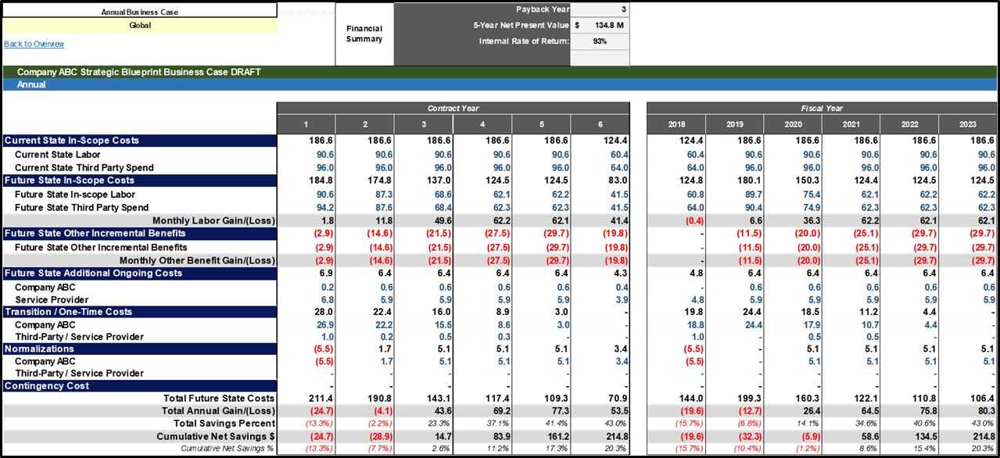 Annual Business Case
Global
Back to Overview
Financial Summary
Payback Year 3
5-Year Net Present Value $ 134.8 M
Internal Rate of Return: 93%
Company ABC Strategic Blueprint Business Case DRAFT
Annual
Contract Year Fiscal Year
1 2 3 4 5 6 2018 2019 2020 2021 2022 2023
Current State In-Scope Costs 186.6 186.6 186.6 186.6 186.6 124.4 124.4 186.6 186.6 186.6 186.6 186.6
Current State Labor 90.6 90.6 90.6 90.6 90.6 60.4 60.4 90.6 90.6 90.6 90.6 90.6
Current State Third Party Spend 96.0 96.0 96.0 96.0 96.0 64.0 64.0 96.0 96.0 96.0 96.0 96.0
Future State In-Scope Costs 184.8 174.8 137.0 124.5 124.5 83.0 124.8 180.1 150.3 124.4 124.5 124.5
Future State In-scope Labor 90.6 87.3 68.6 62.1 62.2 41.5 60.8 89.7 75.4 62.1 62.2 62.2
Future State Third Party Spend 94.2 87.6 68.4 62.3 62.3 41.5 64.0 90.4 74.9 62.3 62.3 62.3
Monthly Labor Gain/(Loss) 1.8 11.8 49.6 62.2 62.1 41.4 (0.4) 6.6 36.3 62.2 62.1 62.1
Future State Other Incremental Benefits (2.9) (14.6) (21.5) (27.5) (29.7) (19.8) - (11.5) (20.0) (25.1) (29.7) (29.7)
Future State Other Incremental Benefits (2.9) (14.6) (21.5) (27.5) (29.7) (19.8) - (11.5) (20.0) (25.1) (29.7) (29.7)
Monthly Other Benefit Gain/(Loss) (2.9) (14.6) (21.5) (27.5) (29.7) (19.8) - (11.5) (20.0) (25.1) (29.7) (29.7)
Future State Additional Ongoing Costs 6.9 6.4 6.4 6.4 6.4 4.3 4.8 6.4 6.4 6.4 6.4 6.4
Company ABC 0.2 0.6 0.6 0.6 0.6 0.4 - 0.6 0.6 0.6 0.6 0.6
Service Provider 6.8 5.9 5.9 5.9 5.9 3.9 4.8 5.9 5.9 5.9 5.9 5.9
Transition / One-Time Costs 28.0 22.4 16.0 8.9 3.0 - 19.8 24.4 18.5 11.2 4.4 -
Company ABC 26.9 22.2 15.5 8.6 3.0 - 18.8 24.4 17.9 10.7 4.4 -
Third-Party / Service Provider 1.0 0.2 0.5 0.3 - - 1.0 - 0.5 0.5 - -
Normalizations (5.5) 1.7 5.1 5.1 5.1 3.4 (5.5) - 5.1 5.1 5.1 5.1
Company ABC (5.5) 1.7 5.1 5.1 5.1 3.4 (5.5) - 5.1 5.1 5.1 5.1
Third-Party / Service Provider - - - - - - - - - - - -
Contingency Cost - - - - - - - - - - - -
Total Future State Costs 211.4 190.8 143.1 117.4 109.3 70.9 144.0 199.3 160.3 122.1 110.8 106.4
Total Annual Gain/(Loss) (24.7) (4.1) 43.6 69.2 77.3 53.5 (19.6) (12.7) 26.4 64.5 75.8 80.3
Total Savings Percent (13.3%) (2.2%) 23.3% 37.1% 41.4% 43.0% (15.7%) (6.8%) 14.1% 34.6% 40.6% 43.0%
Cumulative Net Savings $ (24.7) (28.9) 14.7 83.9 161.2 214.8 (19.6) (32.3) (5.9) 58.6 134.5 214.8
Cumulative Net Savings % (13.3%) (7.7%) 2.6% 11.2% 17.3% 20.3% (15.7%) (10.4%) (1.2%) 8.6% 15.4% 20.3%